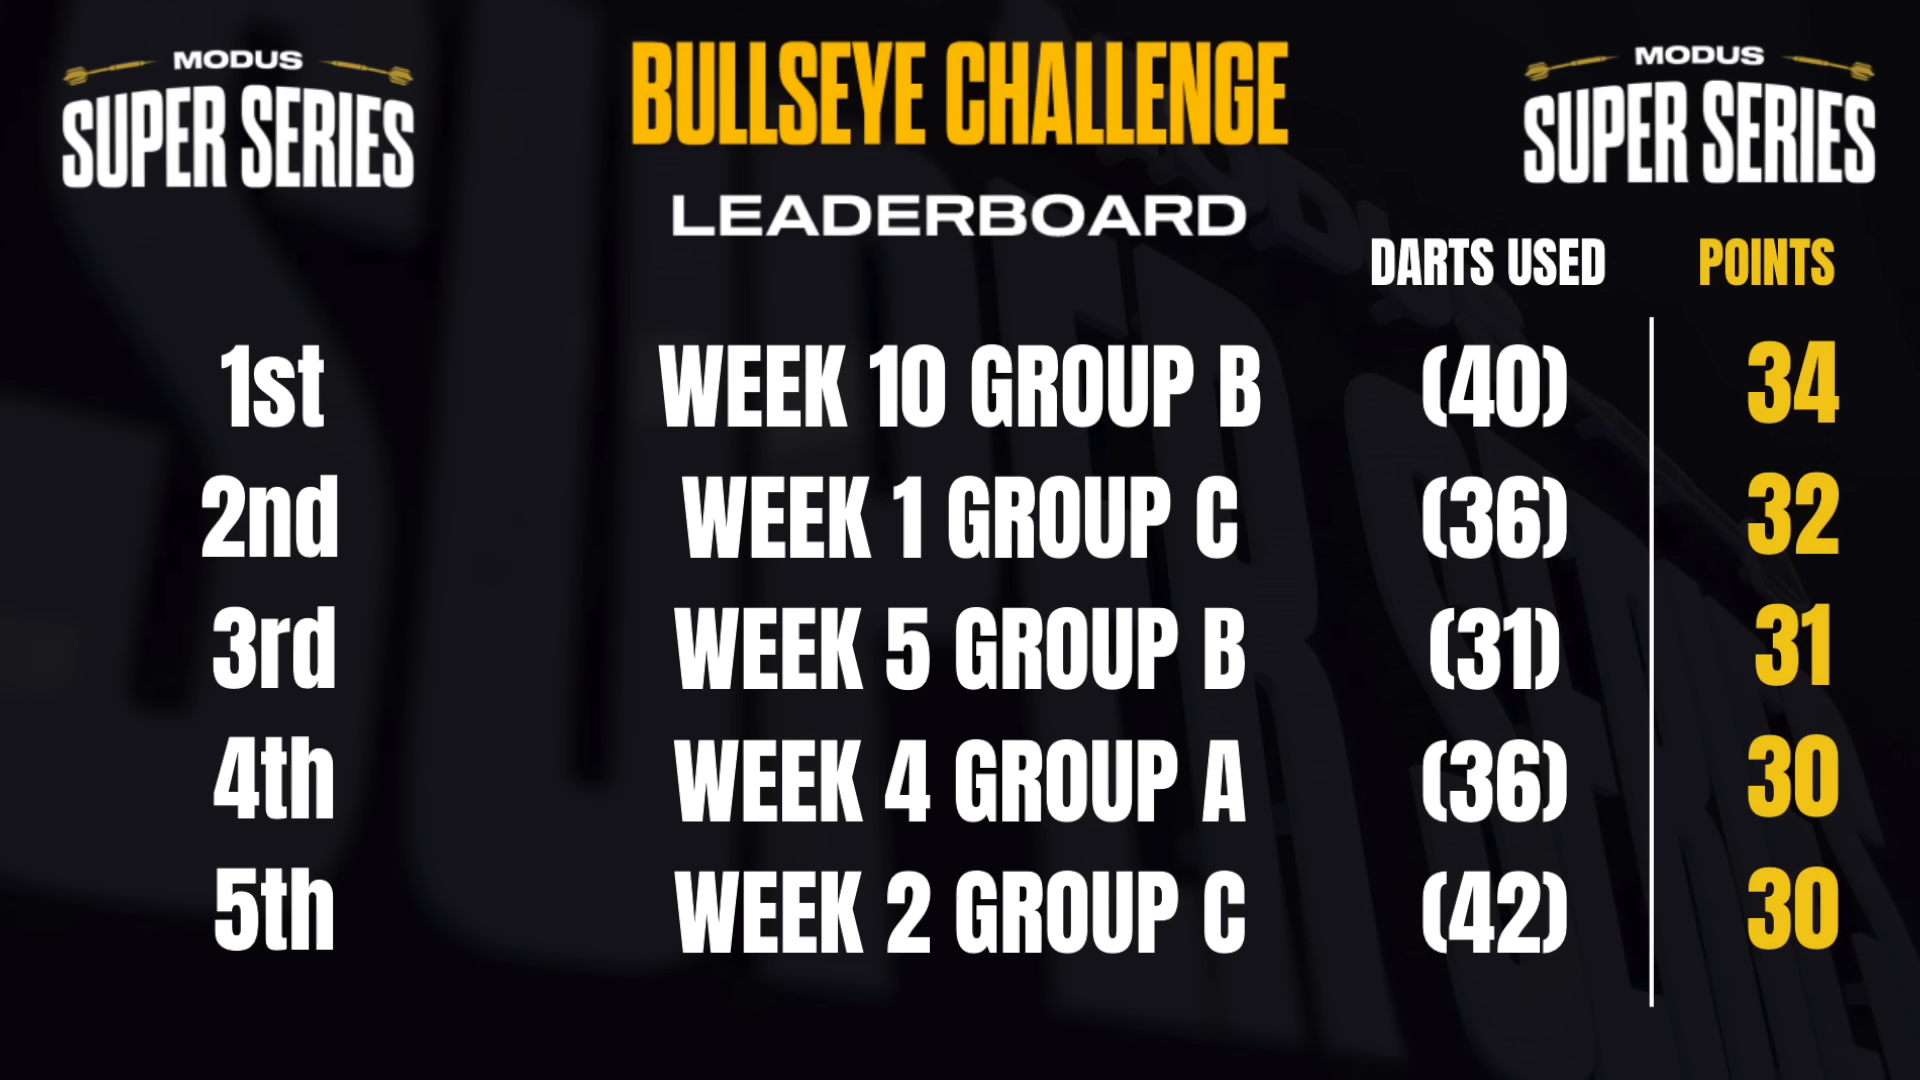 MODUS
SUPER SERIES
BULLSEYE CHALLENGE
LEADERBOARD
MODUS
SUPER SERIES
DARTS USED POINTS
1st WEEK 10 GROUP B (40) 34
2nd WEEK 1 GROUP C (36) 32
3rd WEEK 5 GROUP B (31) 31
4th WEEK 4 GROUP A (36) 30
5th WEEK 2 GROUP C (42) 30